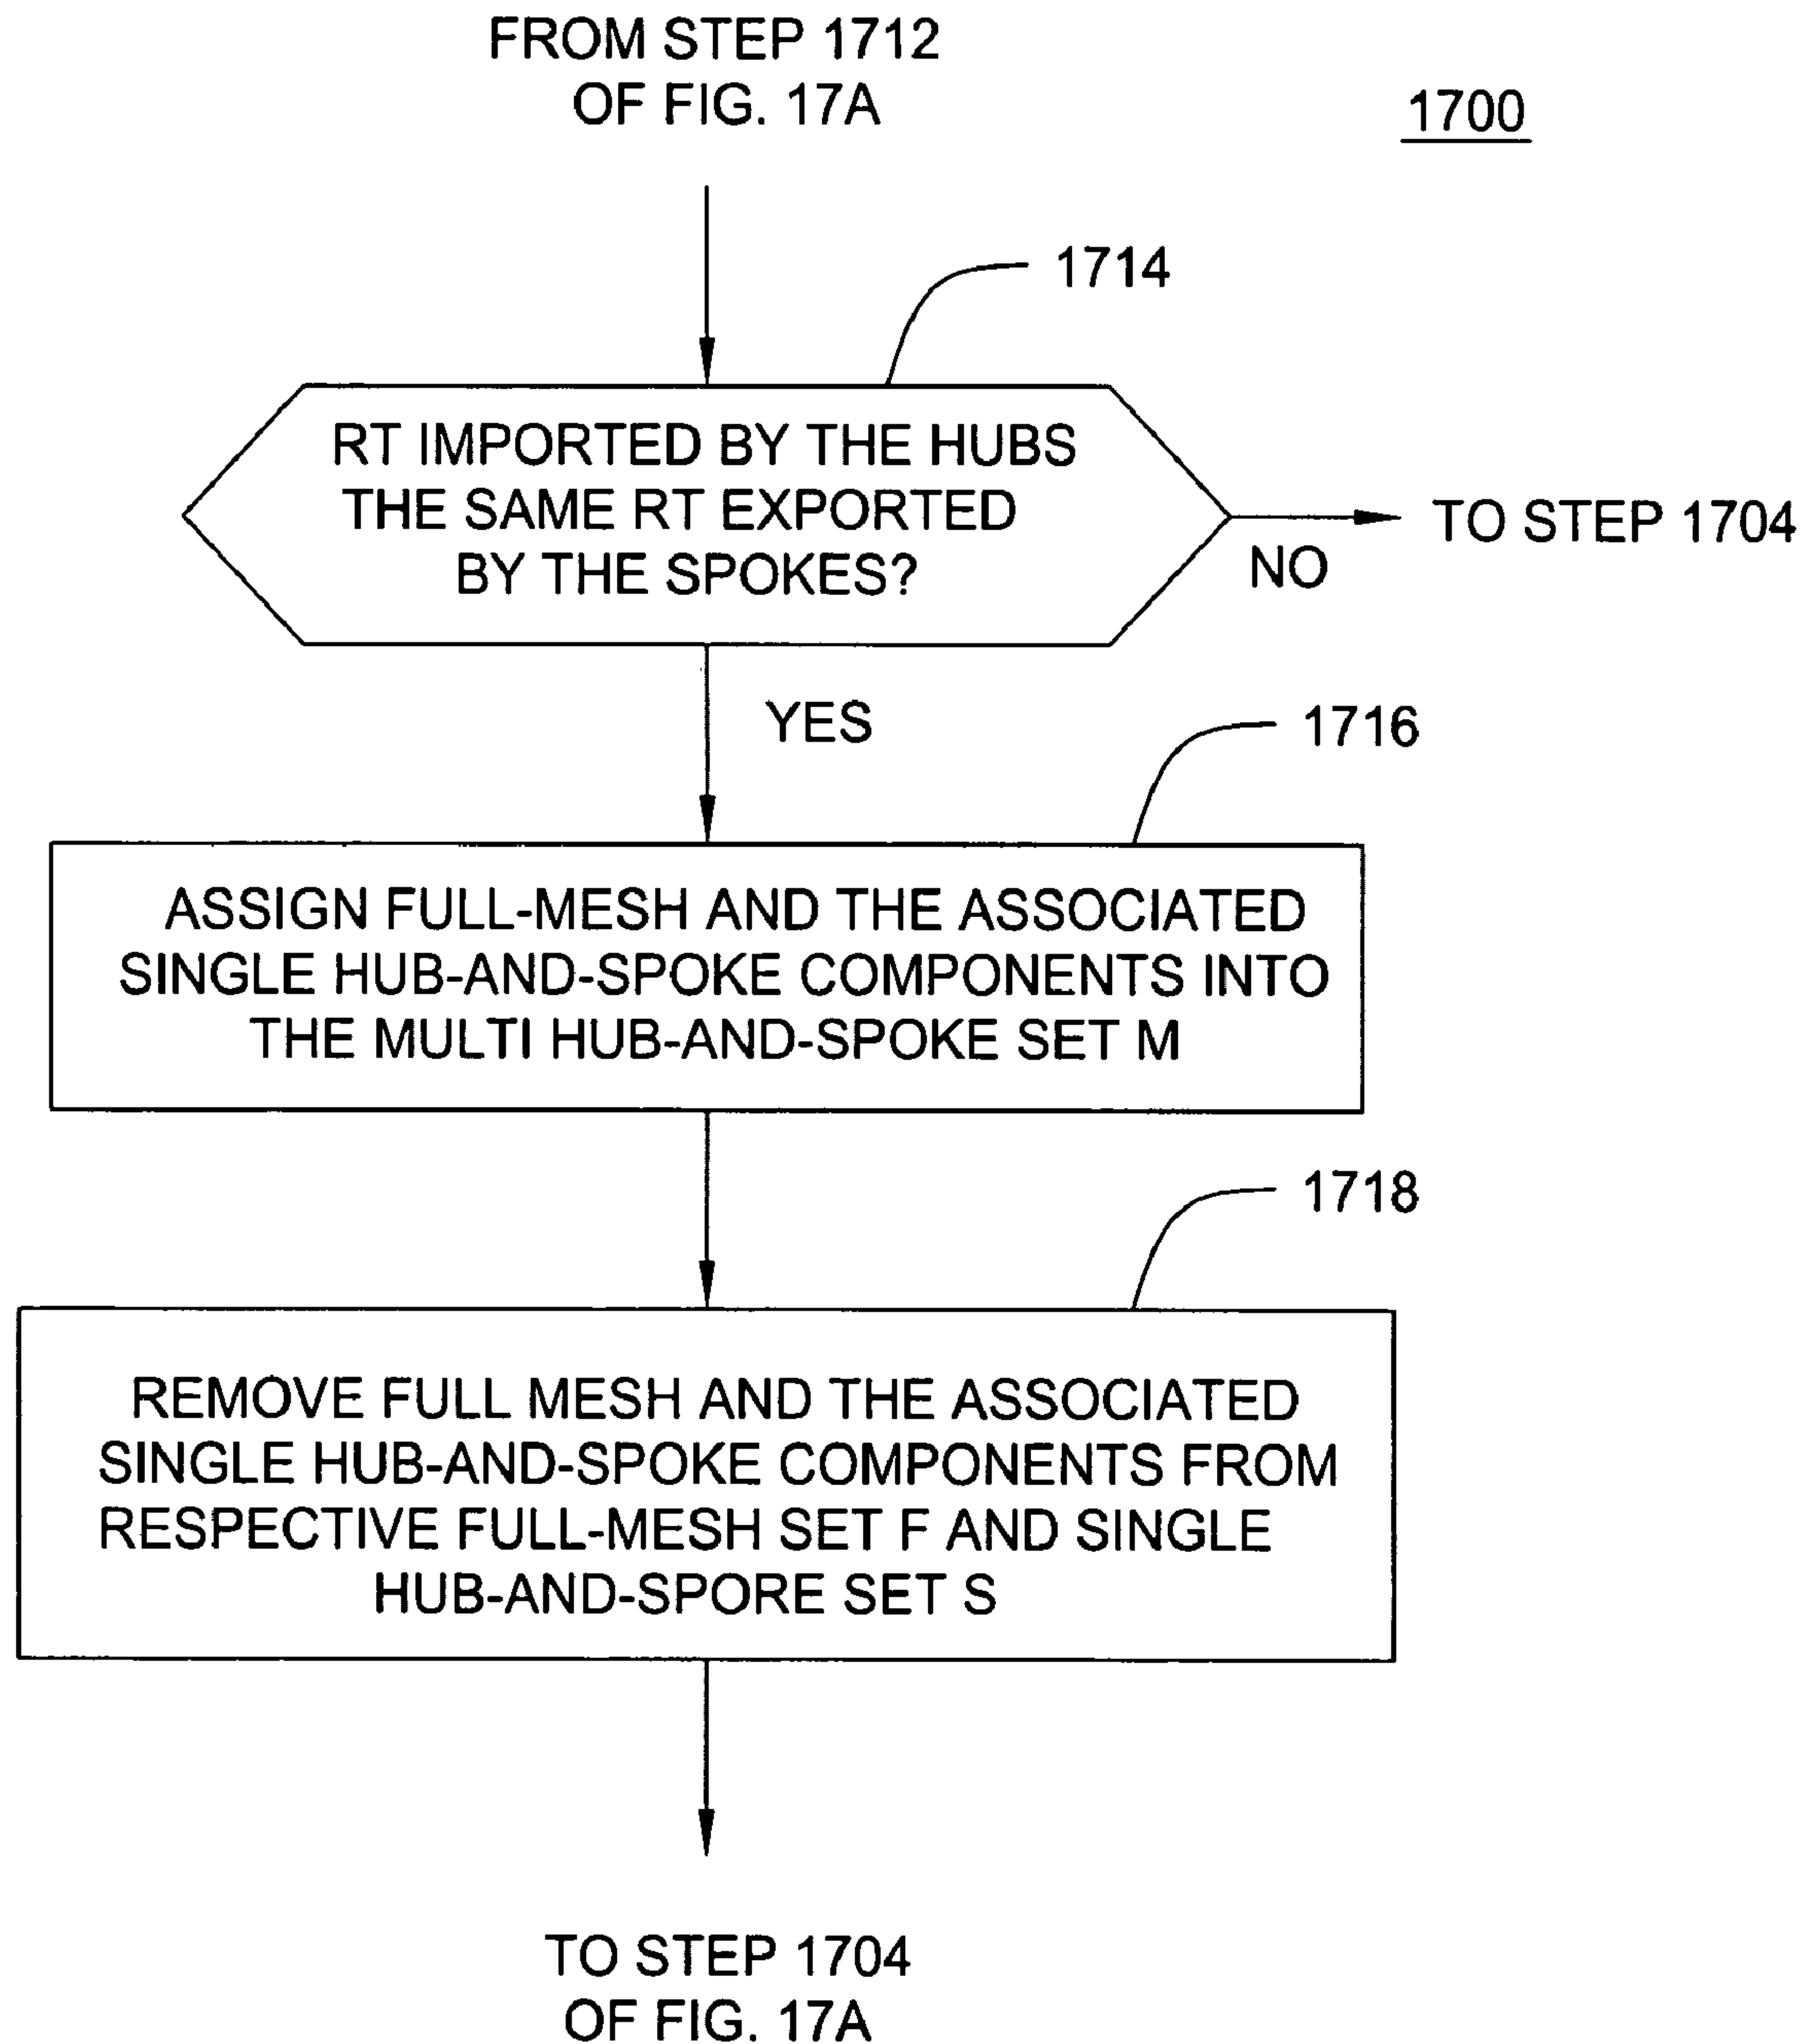 FROM STEP 1712
OF FIG. 17A
1700
1714
RT IMPORTED BY THE HUBS
THE SAME RT EXPORTED
BY THE SPOKES?
TO STEP 1704
NO
YES
1716
ASSIGN FULL-MESH AND THE ASSOCIATED
SINGLE HUB-AND-SPOKE COMPONENTS INTO
THE MULTI HUB-AND-SPOKE SET M
1718
REMOVE FULL MESH AND THE ASSOCIATED
SINGLE HUB-AND-SPOKE COMPONENTS FROM
RESPECTIVE FULL-MESH SET F AND SINGLE
HUB-AND-SPORE SET S
TO STEP 1704
OF FIG. 17A